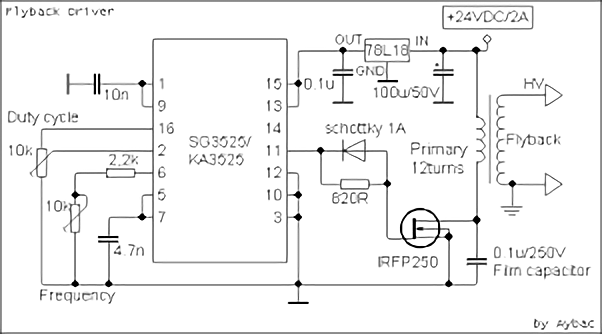 Flyback Driver
+24VDC/2A
OUT 78L18 IN
GND
0.1u
100u/50V
10n
1
9
16
2
6
5
7
15
13
14
11
12
10
3
SG3525/
KA3525
Duty cycle
10k
2,2k
10k
4.7n
Frequency
schottky 1A
820R
IRFP250
Primary
12turns
HV
Flyback
0.1u/250V
Film capacitor
by Aybac